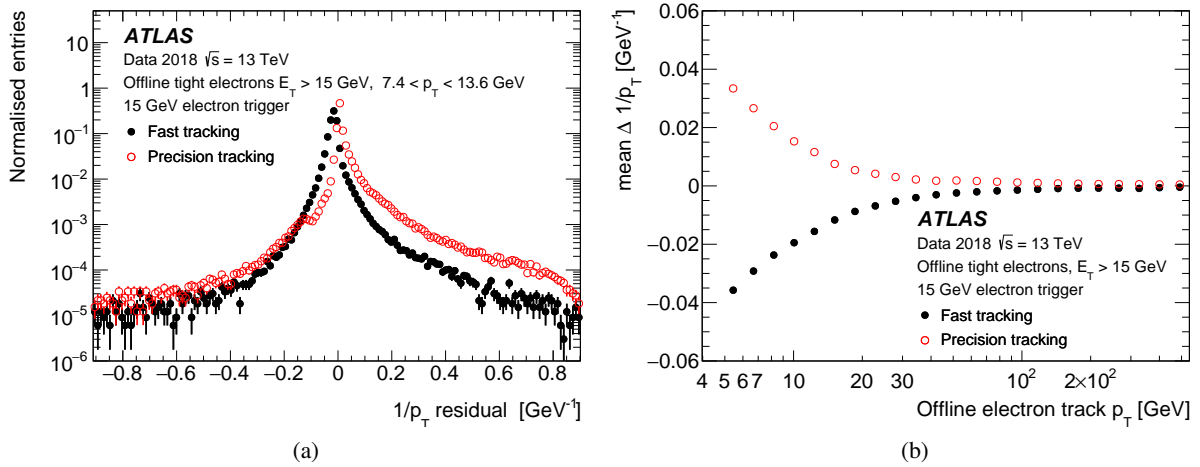 ATLAS
Data 2018 √s = 13 TeV
Offline tight electrons E_T > 15 GeV, 7.4 < p_T < 13.6 GeV
15 GeV electron trigger
Fast tracking
Precision tracking
Normalised entries
10
1
10⁻¹
10⁻²
10⁻³
10⁻⁴
10⁻⁵
10⁻⁶
−0.8 −0.6 −0.4 −0.2 0 0.2 0.4 0.6 0.8
1/p_T residual [GeV⁻¹]
(a)
mean Δ 1/p_T [GeV⁻¹]
0.06
0.04
0.02
0
−0.02
−0.04
−0.06
ATLAS
Data 2018 √s = 13 TeV
Offline tight electrons, E_T > 15 GeV
15 GeV electron trigger
Fast tracking
Precision tracking
4 5 6 7 10 20 30 10² 2×10²
Offline electron track p_T [GeV]
(b)